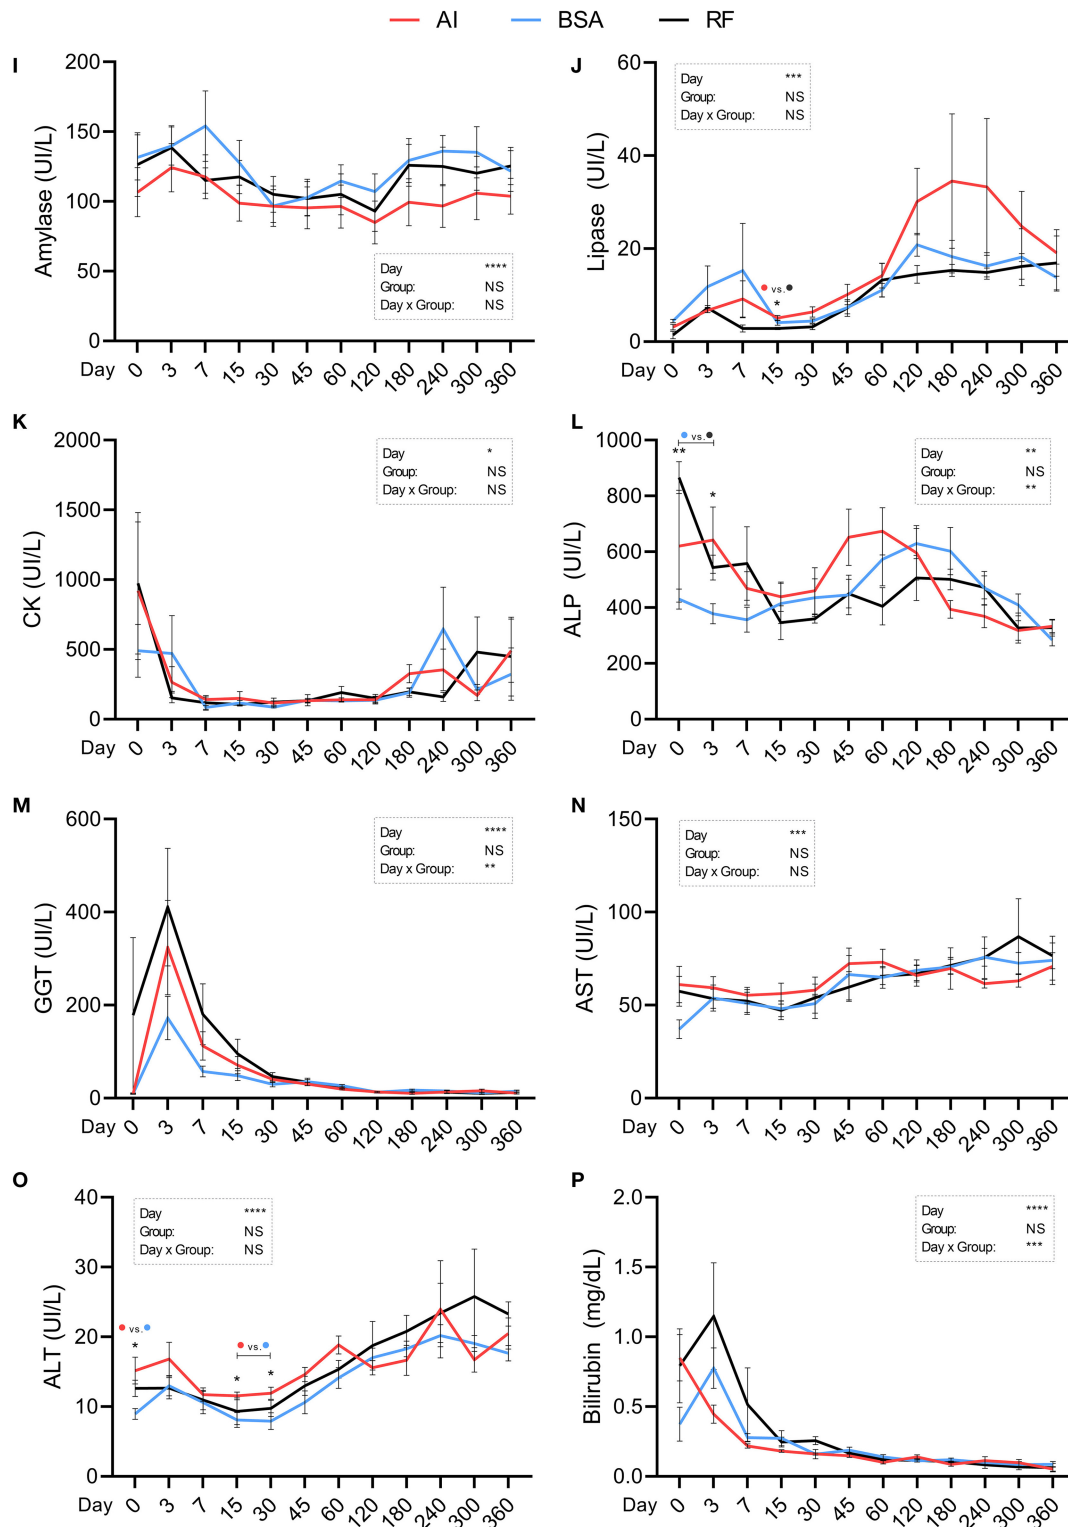 AI BSA RF
I
Amylase (UI/L)
200
150
100
50
0
Day ****
Group: NS
Day x Group: NS
Day 0 3 7 15 30 45 60 120 180 240 300 360
J
Lipase (UI/L)
60
40
20
0
Day ***
Group: NS
Day x Group: NS
vs.
*
Day 0 3 7 15 30 45 60 120 180 240 300 360
K
CK (UI/L)
2000
1500
1000
500
0
Day *
Group: NS
Day x Group: NS
Day 0 3 7 15 30 45 60 120 180 240 300 360
L
ALP (UI/L)
1000
800
600
400
200
0
vs.
**
*
Day **
Group: NS
Day x Group: **
Day 0 3 7 15 30 45 60 120 180 240 300 360
M
GGT (UI/L)
600
400
200
0
Day ****
Group: NS
Day x Group: **
Day 0 3 7 15 30 45 60 120 180 240 300 360
N
AST (UI/L)
150
100
50
0
Day ***
Group: NS
Day x Group: NS
Day 0 3 7 15 30 45 60 120 180 240 300 360
O
ALT (UI/L)
40
30
20
10
0
Day ****
Group: NS
Day x Group: NS
vs.
*
vs.
* *
Day 0 3 7 15 30 45 60 120 180 240 300 360
P
Bilirubin (mg/dL)
2.0
1.5
1.0
0.5
0.0
Day ****
Group: NS
Day x Group: ***
Day 0 3 7 15 30 45 60 120 180 240 300 360